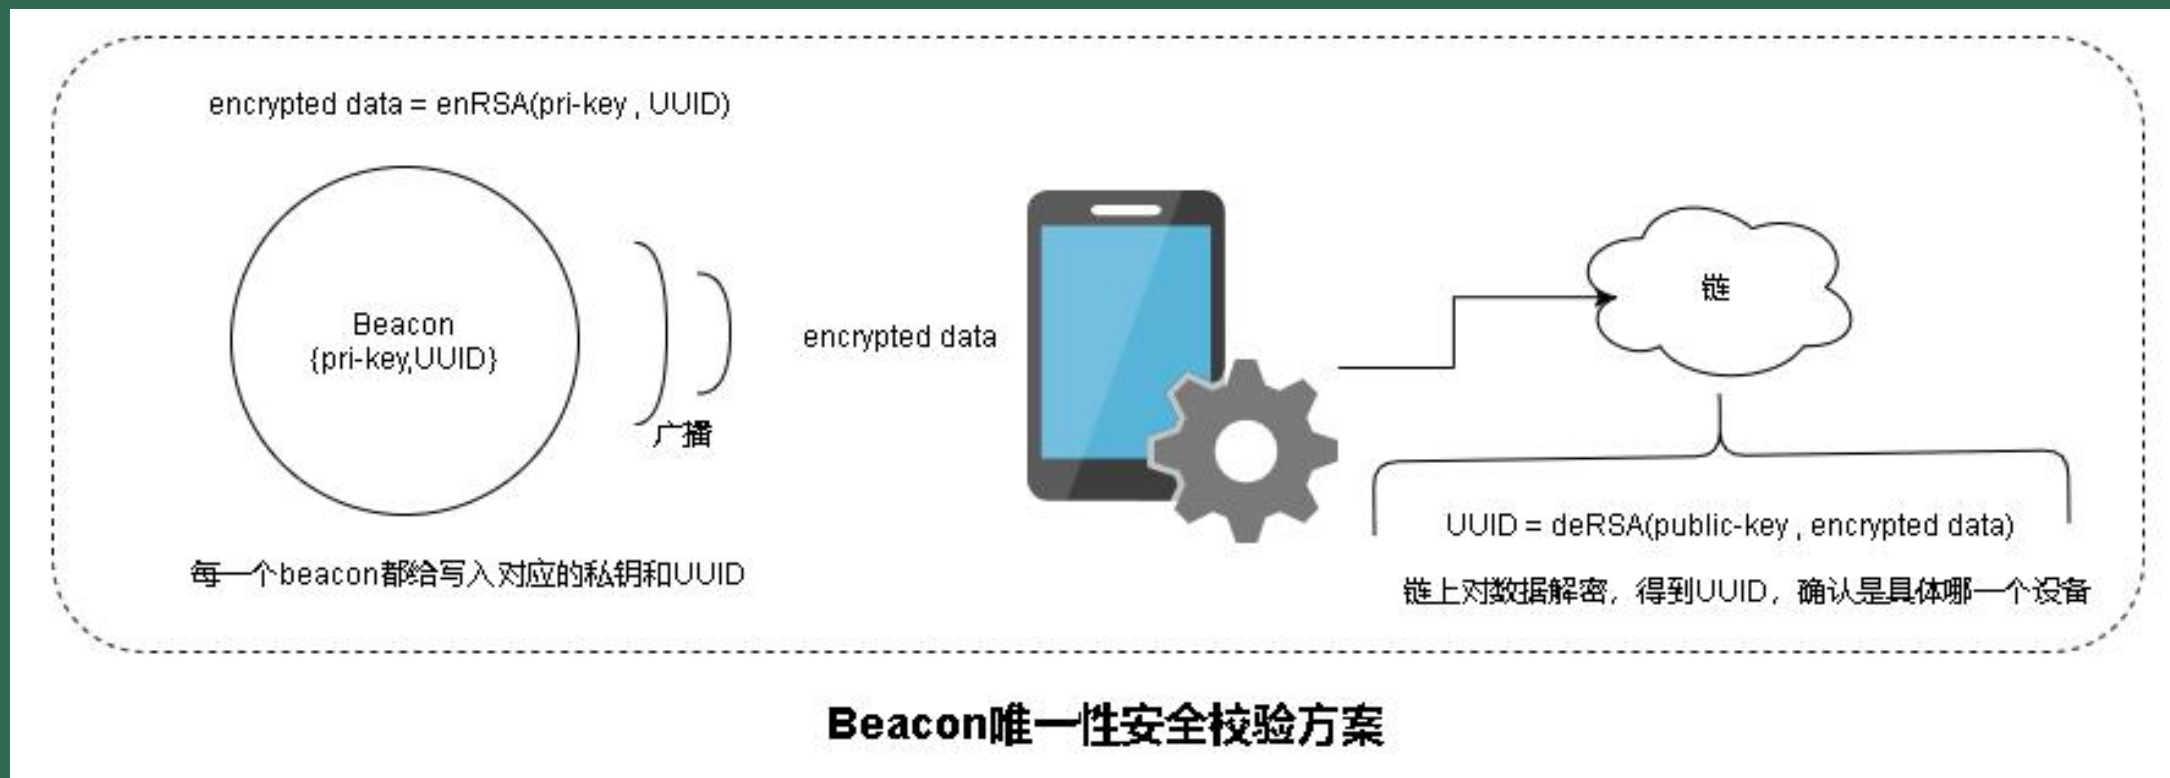 encrypted data = enRSA(pri-key , UUID)
Beacon
{pri-key,UUID}
广播
encrypted data
链
每一个beacon都给写入对应的私钥和UUID
UUID = deRSA(public-key , encrypted data)
链上对数据解密，得到UUID，确认是具体哪一个设备
Beacon唯一性安全校验方案